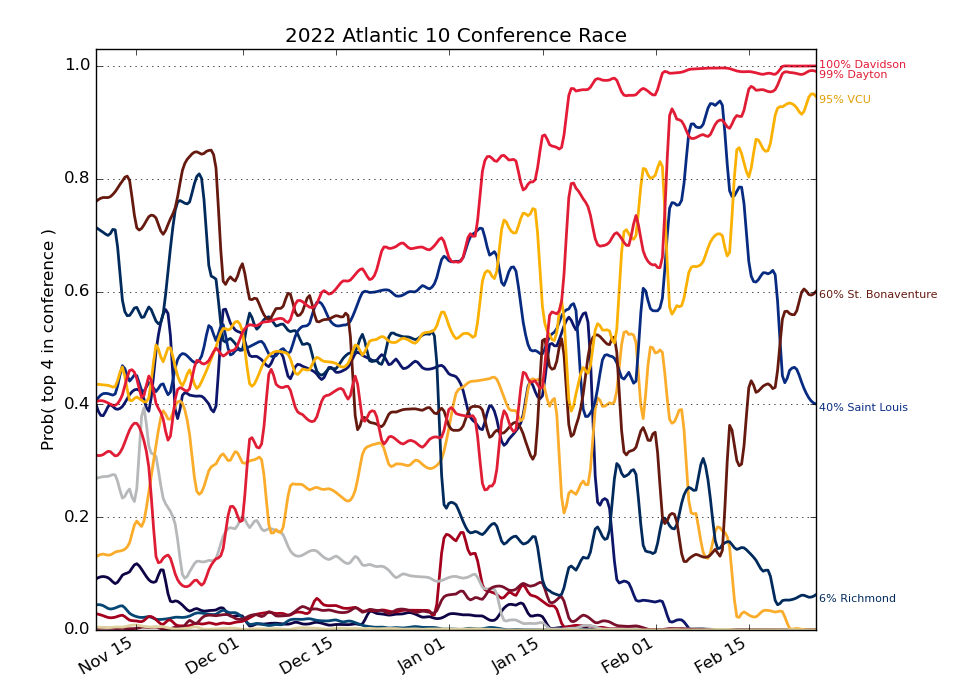 2022 Atlantic 10 Conference Race
Prob( top 4 in conference )
1.0
0.8
0.6
0.4
0.2
0.0
100% Davidson
99% Dayton
95% VCU
60% St. Bonaventure
40% Saint Louis
6% Richmond
Nov 15
Dec 01
Dec 15
Jan 01
Jan 15
Feb 01
Feb 15